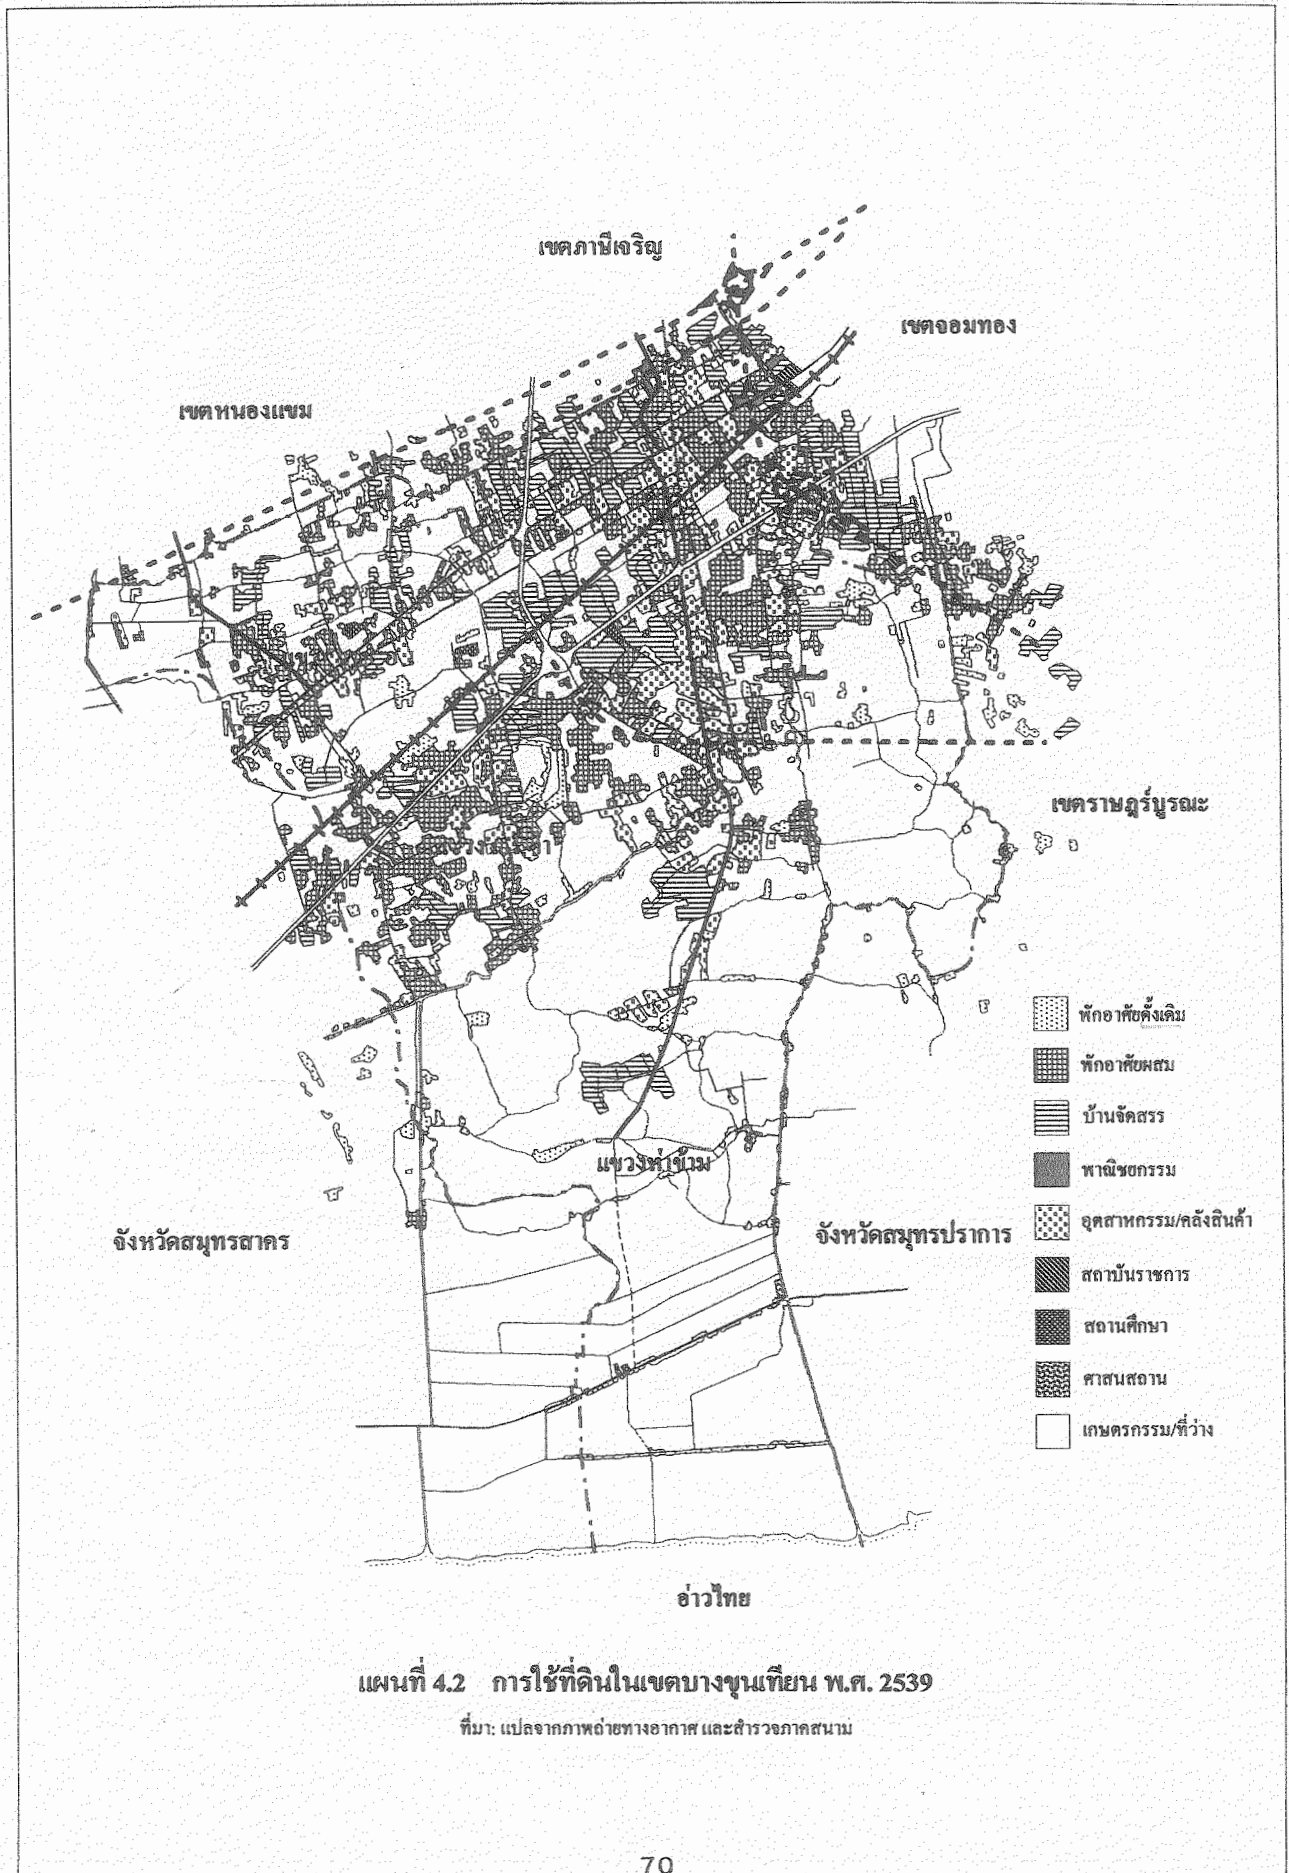 เขตภาษีเจริญ
เขตจอมทอง
เขตหนองแขม
เขตราษฎร์บูรณะ
พักอาศัยดั้งเดิม
พักอาศัยผสม
บ้านจัดสรร
พาณิชยกรรม
อุตสาหกรรม/คลังสินค้า
สถาบันราชการ
สถานศึกษา
ศาสนสถาน
เกษตรกรรม/ที่ว่าง
แขวงท่าข้าม
จังหวัดสมุทรสาคร
จังหวัดสมุทรปราการ
อ่าวไทย
แผนที่ 4.2 การใช้ที่ดินในเขตบางขุนเทียน พ.ศ. 2539
ที่มา: แปลจากภาพถ่ายทางอากาศ และสำรวจภาคสนาม
70